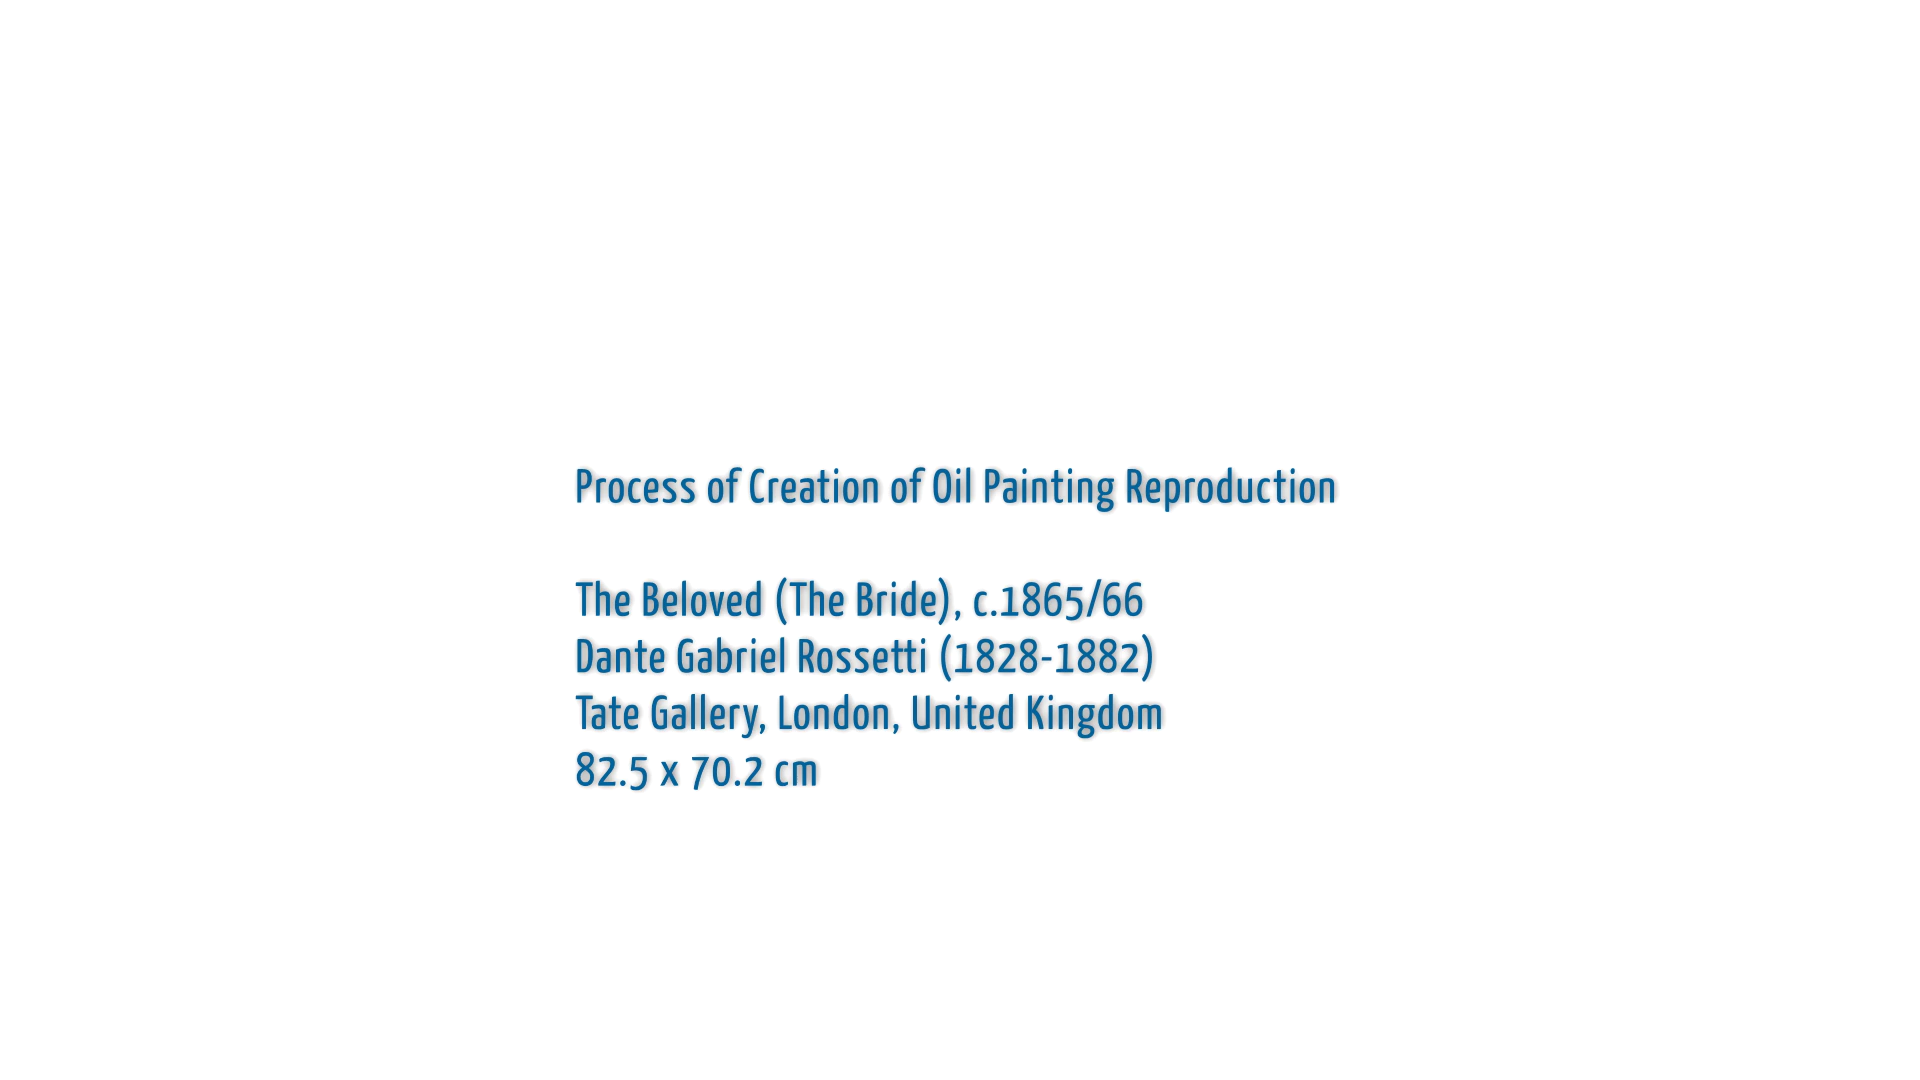 Process of Creation of Oil Painting Reproduction
The Beloved (The Bride), c.1865/66
Dante Gabriel Rossetti (1828-1882)
Tate Gallery, London, United Kingdom
82.5 x 70.2 cm